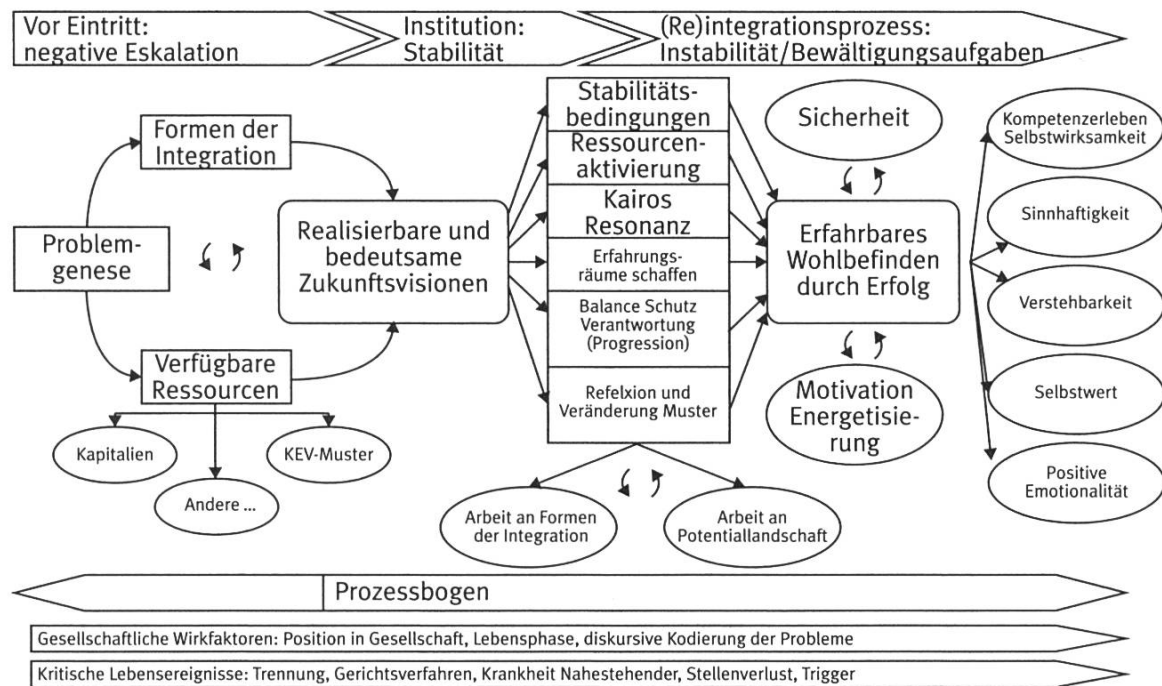 Vor Eintritt:
negative Eskalation
Institution:
Stabilität
(Re)integrationsprozess:
Instabilität/Bewältigungsaufgaben
Formen der
Integration
Problem-
genese
Verfügbare
Ressourcen
Kapitalien
KEV-Muster
Andere ...
Realisierbare und
bedeutsame
Zukunftsvisionen
Stabilitäts-
bedingungen
Ressourcen-
aktivierung
Kairos
Resonanz
Erfahrungs-
räume schaffen
Balance Schutz
Verantwortung
(Progression)
Refelxion und
Veränderung Muster
Arbeit an Formen
der Integration
Arbeit an
Potentiallandschaft
Sicherheit
Erfahrbares
Wohlbefinden
durch Erfolg
Motivation
Energetisie-
rung
Kompetenzerleben
Selbstwirksamkeit
Sinnhaftigkeit
Verstehbarkeit
Selbstwert
Positive
Emotionalität
Prozessbogen
Gesellschaftliche Wirkfaktoren: Position in Gesellschaft, Lebensphase, diskursive Kodierung der Probleme
Kritische Lebensereignisse: Trennung, Gerichtsverfahren, Krankheit Nahestehender, Stellenverlust, Trigger